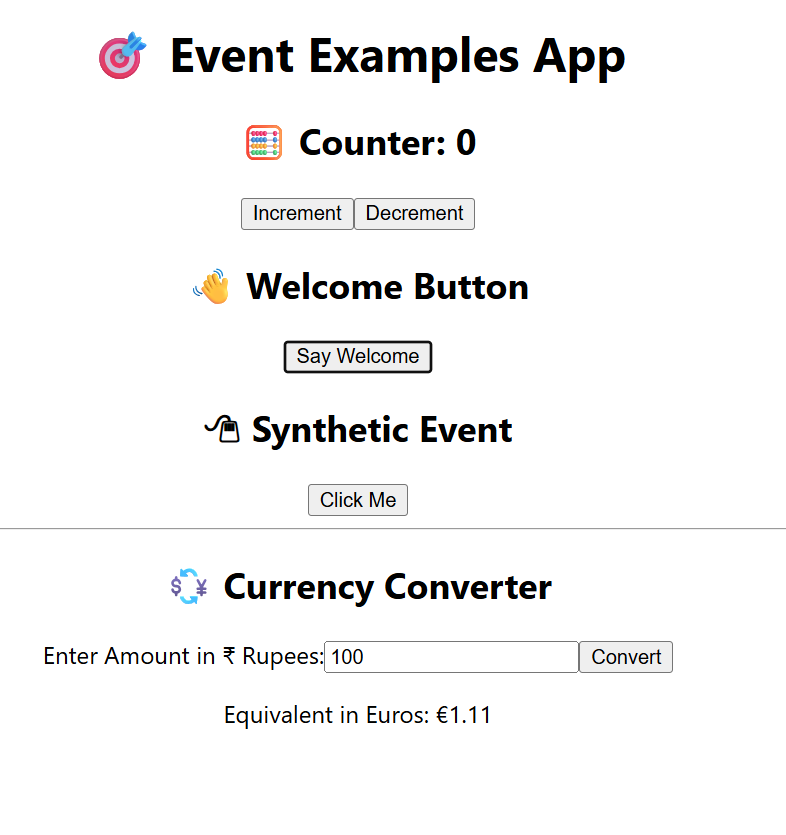 🎯 Event Examples App
🧮 Counter: 0
Increment Decrement
👋 Welcome Button
Say Welcome
🖱 Synthetic Event
Click Me
💱 Currency Converter
Enter Amount in ₹ Rupees: 100 Convert
Equivalent in Euros: €1.11